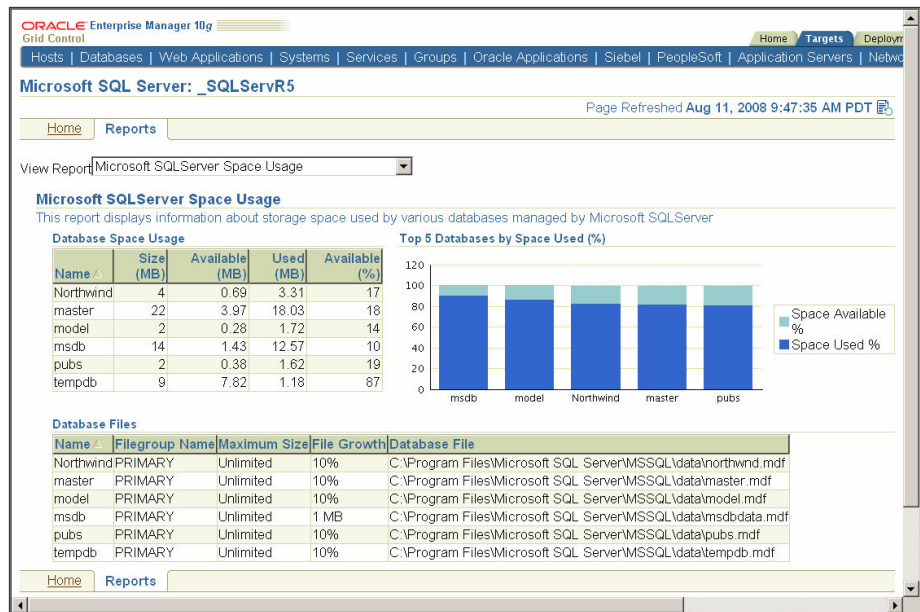 ORACLE Enterprise Manager 10g
Grid Control
Home Targets Deploym
Hosts | Databases | Web Applications | Systems | Services | Groups | Oracle Applications | Siebel | PeopleSoft | Application Servers | Netwo
Microsoft SQL Server: _SQLServR5
Page Refreshed Aug 11, 2008 9:47:35 AM PDT
Home Reports
View Report Microsoft SQLServer Space Usage
Microsoft SQLServer Space Usage
This report displays information about storage space used by various databases managed by Microsoft SQLServer
Database Space Usage
Name Size (MB) Available (MB) Used (MB) Available (%)
Northwind 4 0.69 3.31 17
master 22 3.97 18.03 18
model 2 0.28 1.72 14
msdb 14 1.43 12.57 10
pubs 2 0.38 1.62 19
tempdb 9 7.82 1.18 87
Top 5 Databases by Space Used (%)
120
100
80
60
40
20
0
msdb model Northwind master pubs
Space Available %
Space Used %
Database Files
Name Filegroup Name Maximum Size File Growth Database File
Northwind PRIMARY Unlimited 10% C:\Program Files\Microsoft SQL Server\MSSQL\data\northwnd.mdf
master PRIMARY Unlimited 10% C:\Program Files\Microsoft SQL Server\MSSQL\data\master.mdf
model PRIMARY Unlimited 10% C:\Program Files\Microsoft SQL Server\MSSQL\data\model.mdf
msdb PRIMARY Unlimited 1 MB C:\Program Files\Microsoft SQL Server\MSSQL\data\msdbdata.mdf
pubs PRIMARY Unlimited 10% C:\Program Files\Microsoft SQL Server\MSSQL\data\pubs.mdf
tempdb PRIMARY Unlimited 10% C:\Program Files\Microsoft SQL Server\MSSQL\data\tempdb.mdf
Home Reports